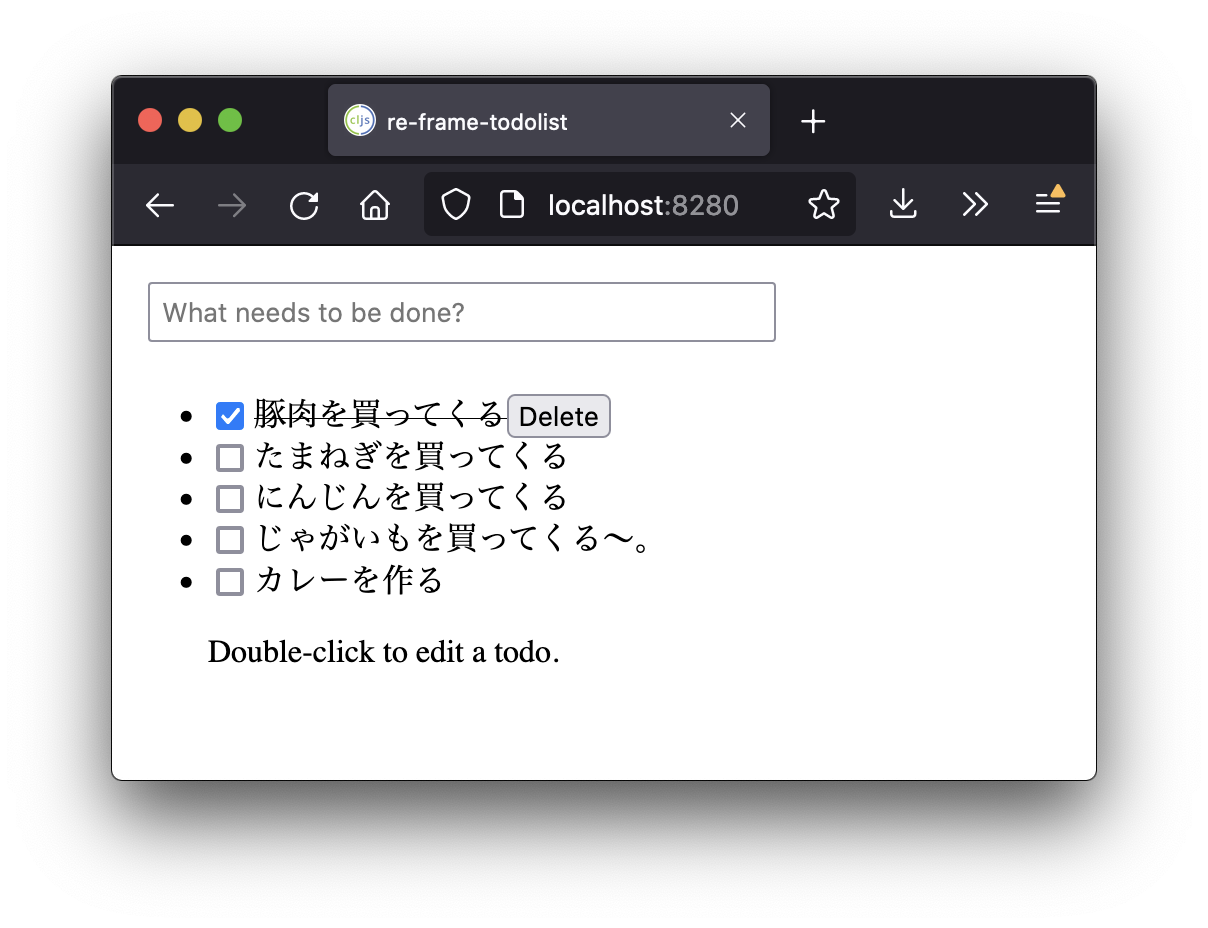 cljs re-frame-todolist
localhost:8280
What needs to be done?
豚肉を買ってくる Delete
たまねぎを買ってくる
にんじんを買ってくる
じゃがいもを買ってくる〜。
カレーを作る
Double-click to edit a todo.